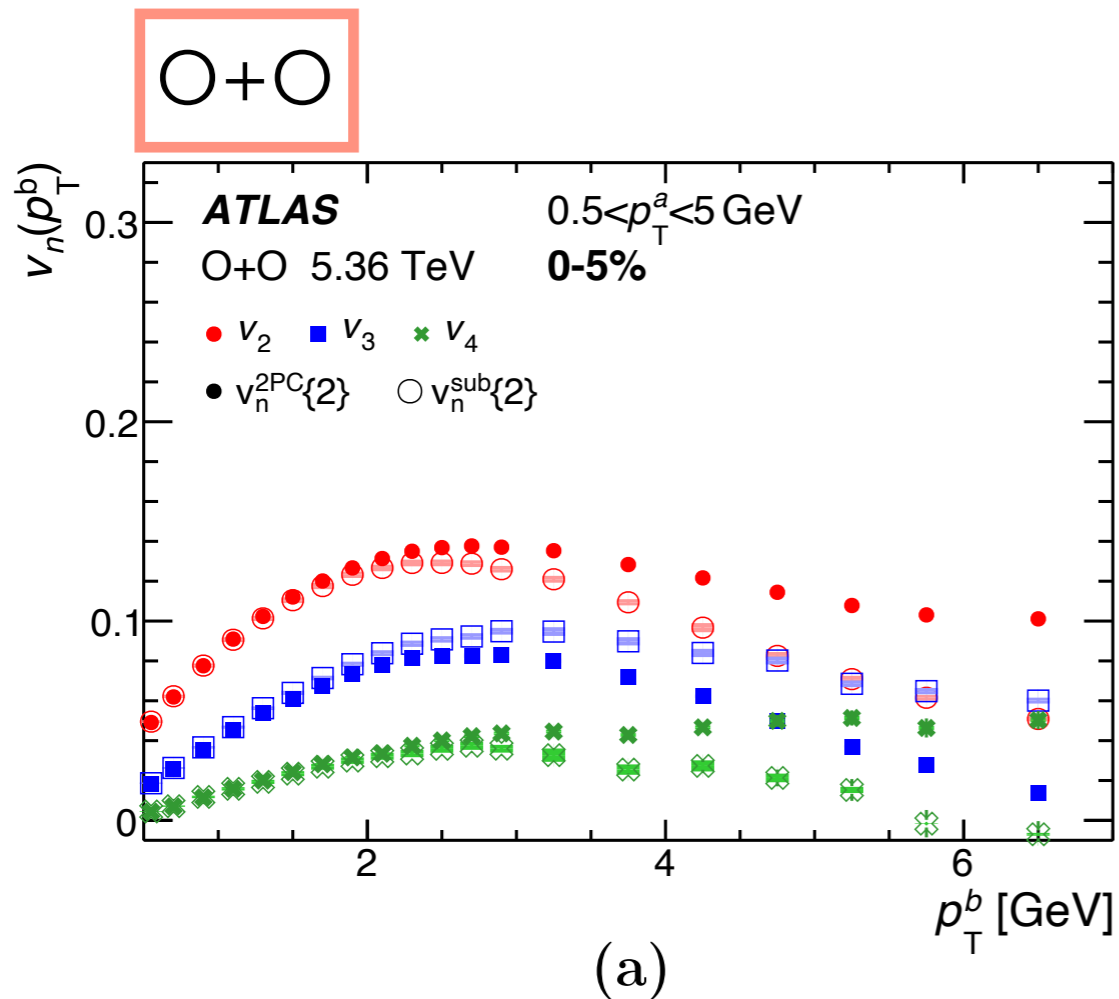 O+O
ATLAS 0.5<p_T^a<5 GeV
O+O 5.36 TeV 0-5%
v_2 v_3 v_4
v_n^{2PC}{2} v_n^{sub}{2}
v_n(p_T^b)
0.3
0.2
0.1
0
2 4 6
p_T^b [GeV]
(a)